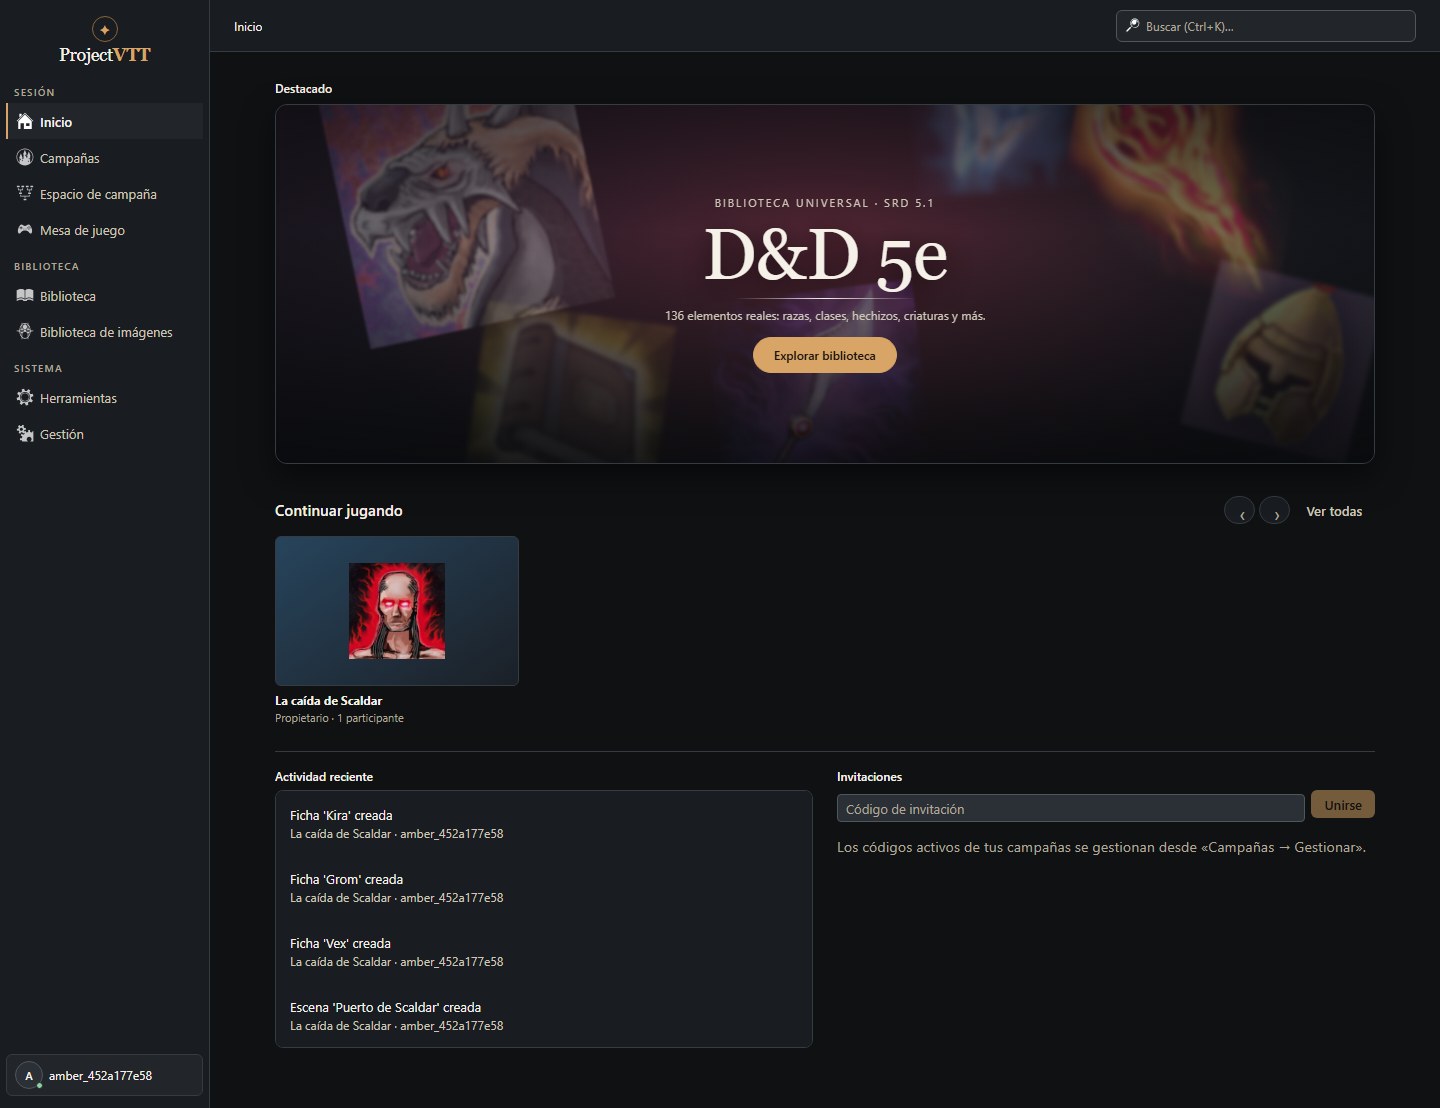 ProjectVTT
SESIÓN
Inicio
Campañas
Espacio de campaña
Mesa de juego
BIBLIOTECA
Biblioteca
Biblioteca de imágenes
SISTEMA
Herramientas
Gestión
A
amber_452a177e58
Inicio
Buscar (Ctrl+K)...
Destacado
BIBLIOTECA UNIVERSAL · SRD 5.1
D&D 5e
136 elementos reales: razas, clases, hechizos, criaturas y más.
Explorar biblioteca
Continuar jugando
‹ › Ver todas
La caída de Scaldar
Propietario · 1 participante
Actividad reciente
Ficha 'Kira' creada
La caída de Scaldar · amber_452a177e58
Ficha 'Grom' creada
La caída de Scaldar · amber_452a177e58
Ficha 'Vex' creada
La caída de Scaldar · amber_452a177e58
Escena 'Puerto de Scaldar' creada
La caída de Scaldar · amber_452a177e58
Invitaciones
Código de invitación
Unirse
Los códigos activos de tus campañas se gestionan desde «Campañas → Gestionar».